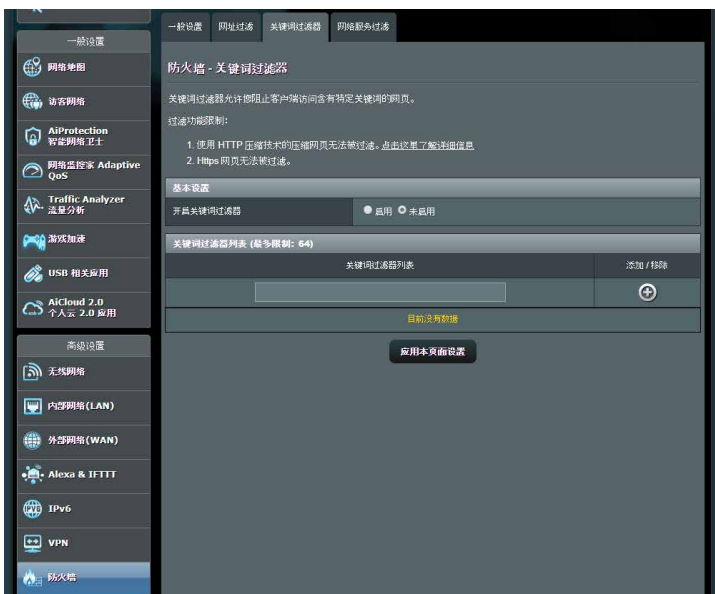 一般设置
网络地图
访客网络
AiProtection
智能网络卫士
网络监控家 Adaptive
QoS
Traffic Analyzer
流量分析
游戏加速
USB 相关应用
AiCloud 2.0
个人云 2.0 应用
高级设置
无线网络
内部网络(LAN)
外部网络(WAN)
Alexa & IFTTT
IPv6
VPN
防火墙
一般设置 网址过滤 关键词过滤器 网络服务过滤
防火墙 - 关键词过滤器
关键词过滤器允许您阻止客户端访问含有特定关键词的网页。
过滤功能限制:
1. 使用 HTTP 压缩技术的压缩网页无法被过滤。点击这里了解详细信息
2. Https 网页无法被过滤。
基本设置
开启关键词过滤器 启用 未启用
关键词过滤器列表 (最多限制: 64)
关键词过滤器列表 添加 / 移除
目前没有数据
应用本页面设置